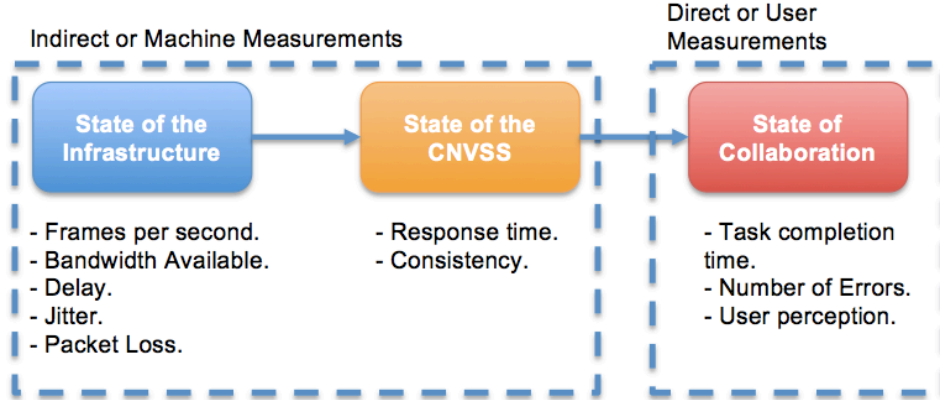 Indirect or Machine Measurements
Direct or User
Measurements
State of the
Infrastructure
State of the
CNVSS
State of
Collaboration
- Frames per second.
- Bandwidth Available.
- Delay.
- Jitter.
- Packet Loss.
- Response time.
- Consistency.
- Task completion
time.
- Number of Errors.
- User perception.